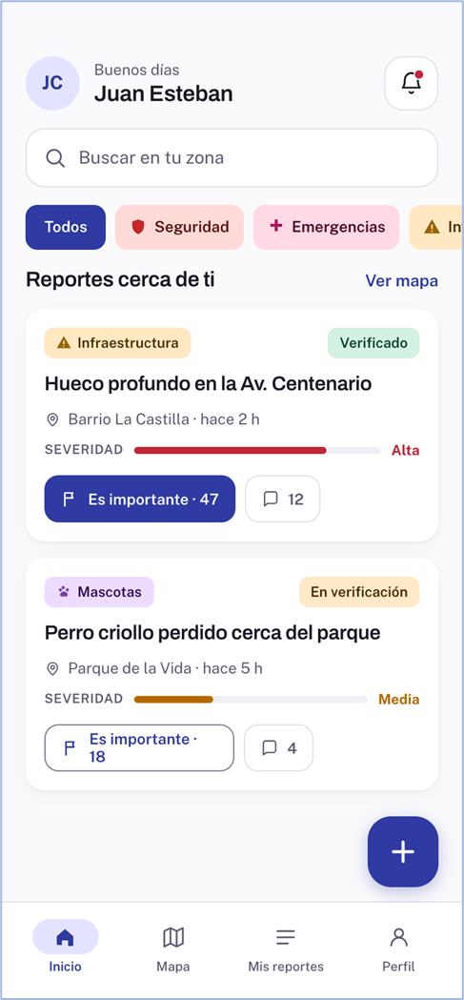 JC
Buenos días
Juan Esteban
Buscar en tu zona
Todos
Seguridad
Emergencias
Reportes cerca de ti
Ver mapa
Infraestructura
Verificado
Hueco profundo en la Av. Centenario
Barrio La Castilla · hace 2 h
SEVERIDAD
Alta
Es importante · 47
12
Mascotas
En verificación
Perro criollo perdido cerca del parque
Parque de la Vida · hace 5 h
SEVERIDAD
Media
Es importante ·
18
4
Inicio
Mapa
Mis reportes
Perfil